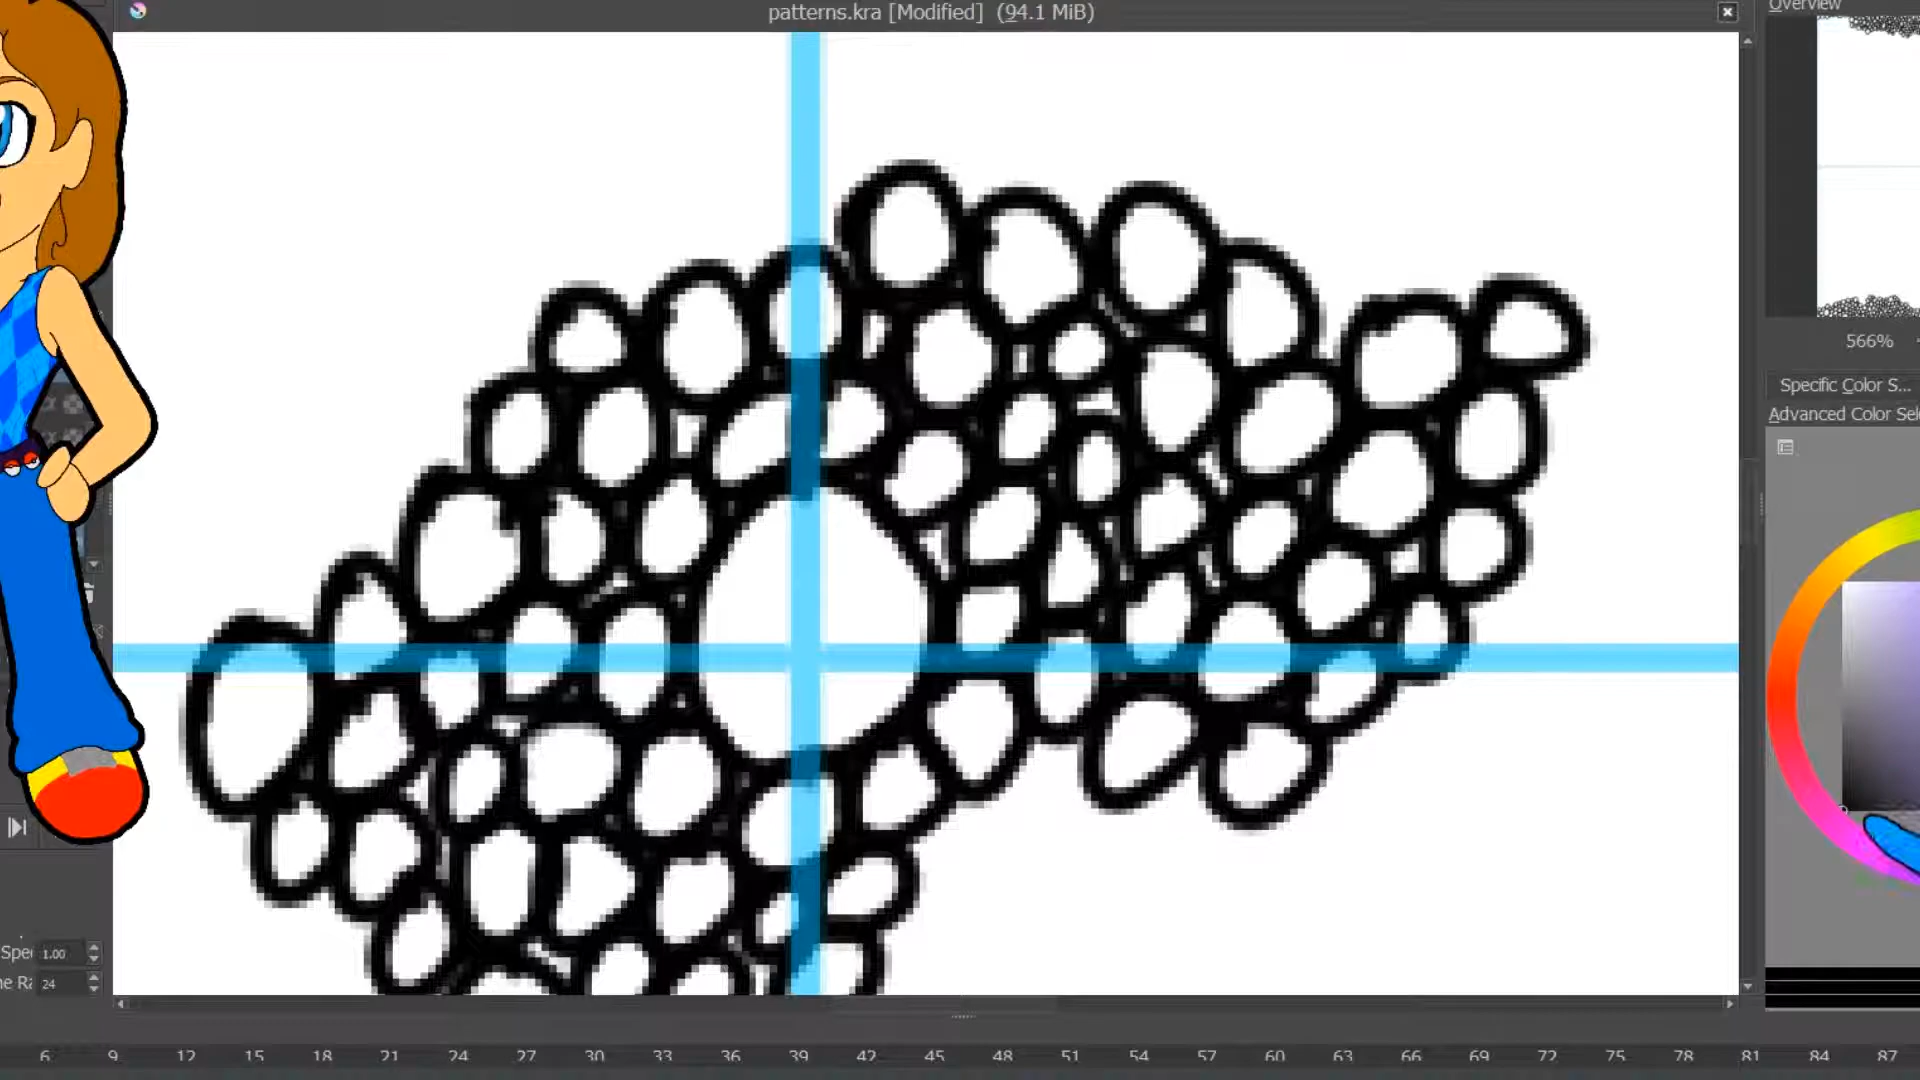 patterns.kra [Modified] (94.1 MiB)
Overview
566%
Specific Color S...
Advanced Color Sel
1.00
24
6 9 12 15 18 21 24 27 30 33 36 39 42 45 48 51 54 57 60 63 66 69 72 75 78 81 84 87